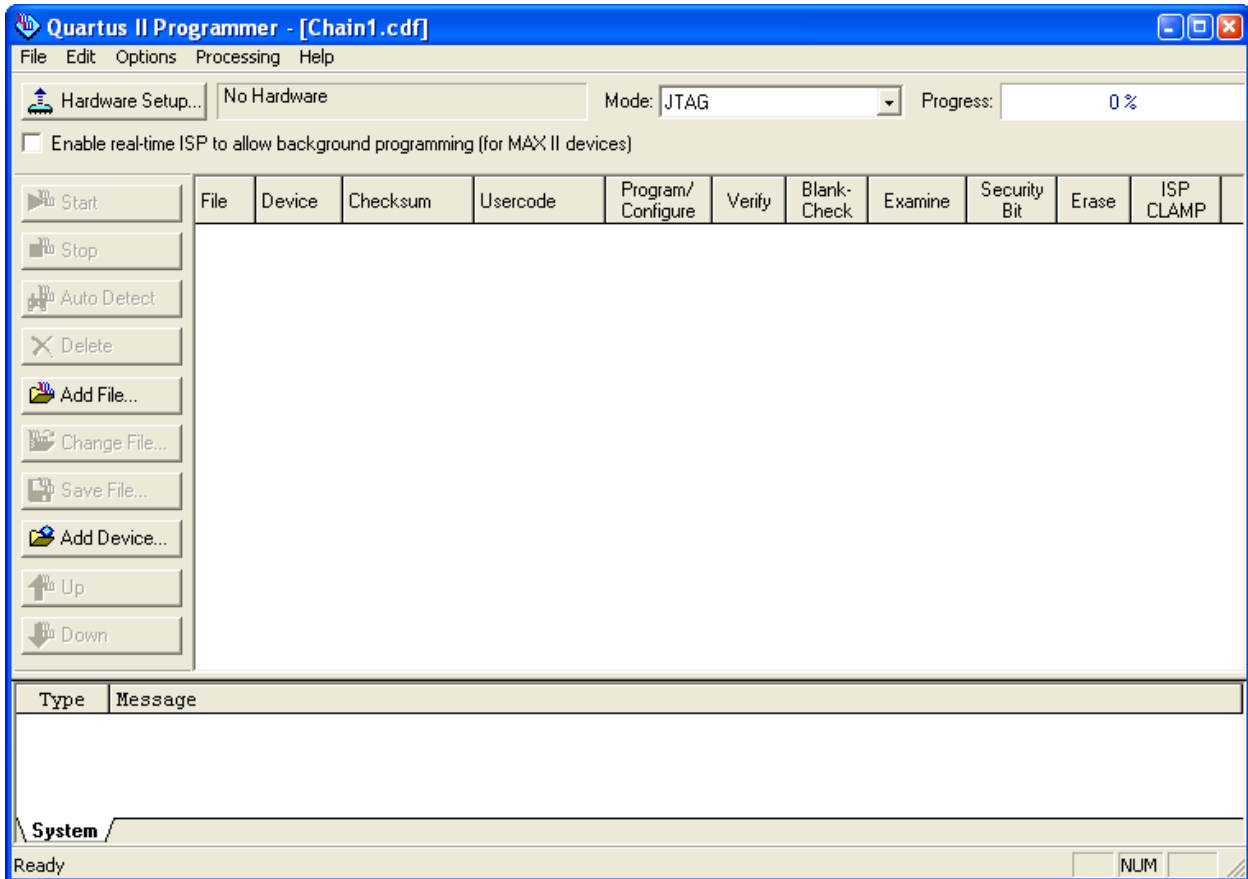 Quartus II Programmer - [Chain1.cdf]
File Edit Options Processing Help
Hardware Setup... No Hardware Mode: JTAG Progress: 0 %
Enable real-time ISP to allow background programming (for MAX II devices)
File Device Checksum Usercode Program/ Configure Verify Blank- Check Examine Security Bit Erase ISP CLAMP
Start
Stop
Auto Detect
Delete
Add File...
Change File...
Save File...
Add Device...
Up
Down
Type Message
System
Ready NUM